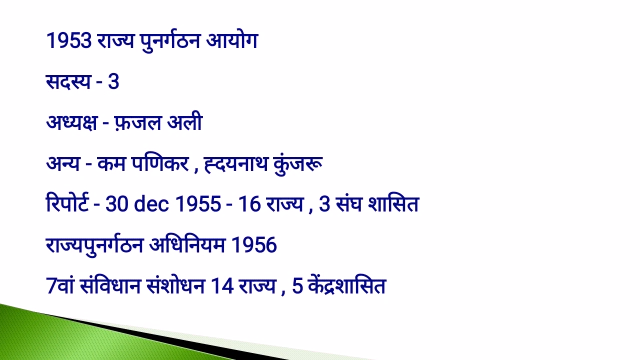 1953 राज्य पुनर्गठन आयोग
सदस्य - 3
अध्यक्ष - फ़जल अली
अन्य - कम पणिकर , ह्दयनाथ कुंजरू
रिपोर्ट - 30 dec 1955 - 16 राज्य , 3 संघ शासित
राज्यपुनर्गठन अधिनियम 1956
7वां संविधान संशोधन 14 राज्य , 5 केंद्रशासित